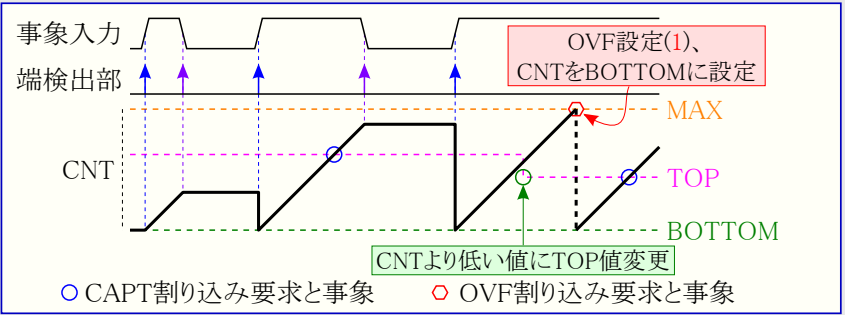 事象入力
OVF設定(1)、
CNTをBOTTOMに設定
端検出部
MAX
CNT
TOP
BOTTOM
CNTより低い値にTOP値変更
CAPT割り込み要求と事象
OVF割り込み要求と事象